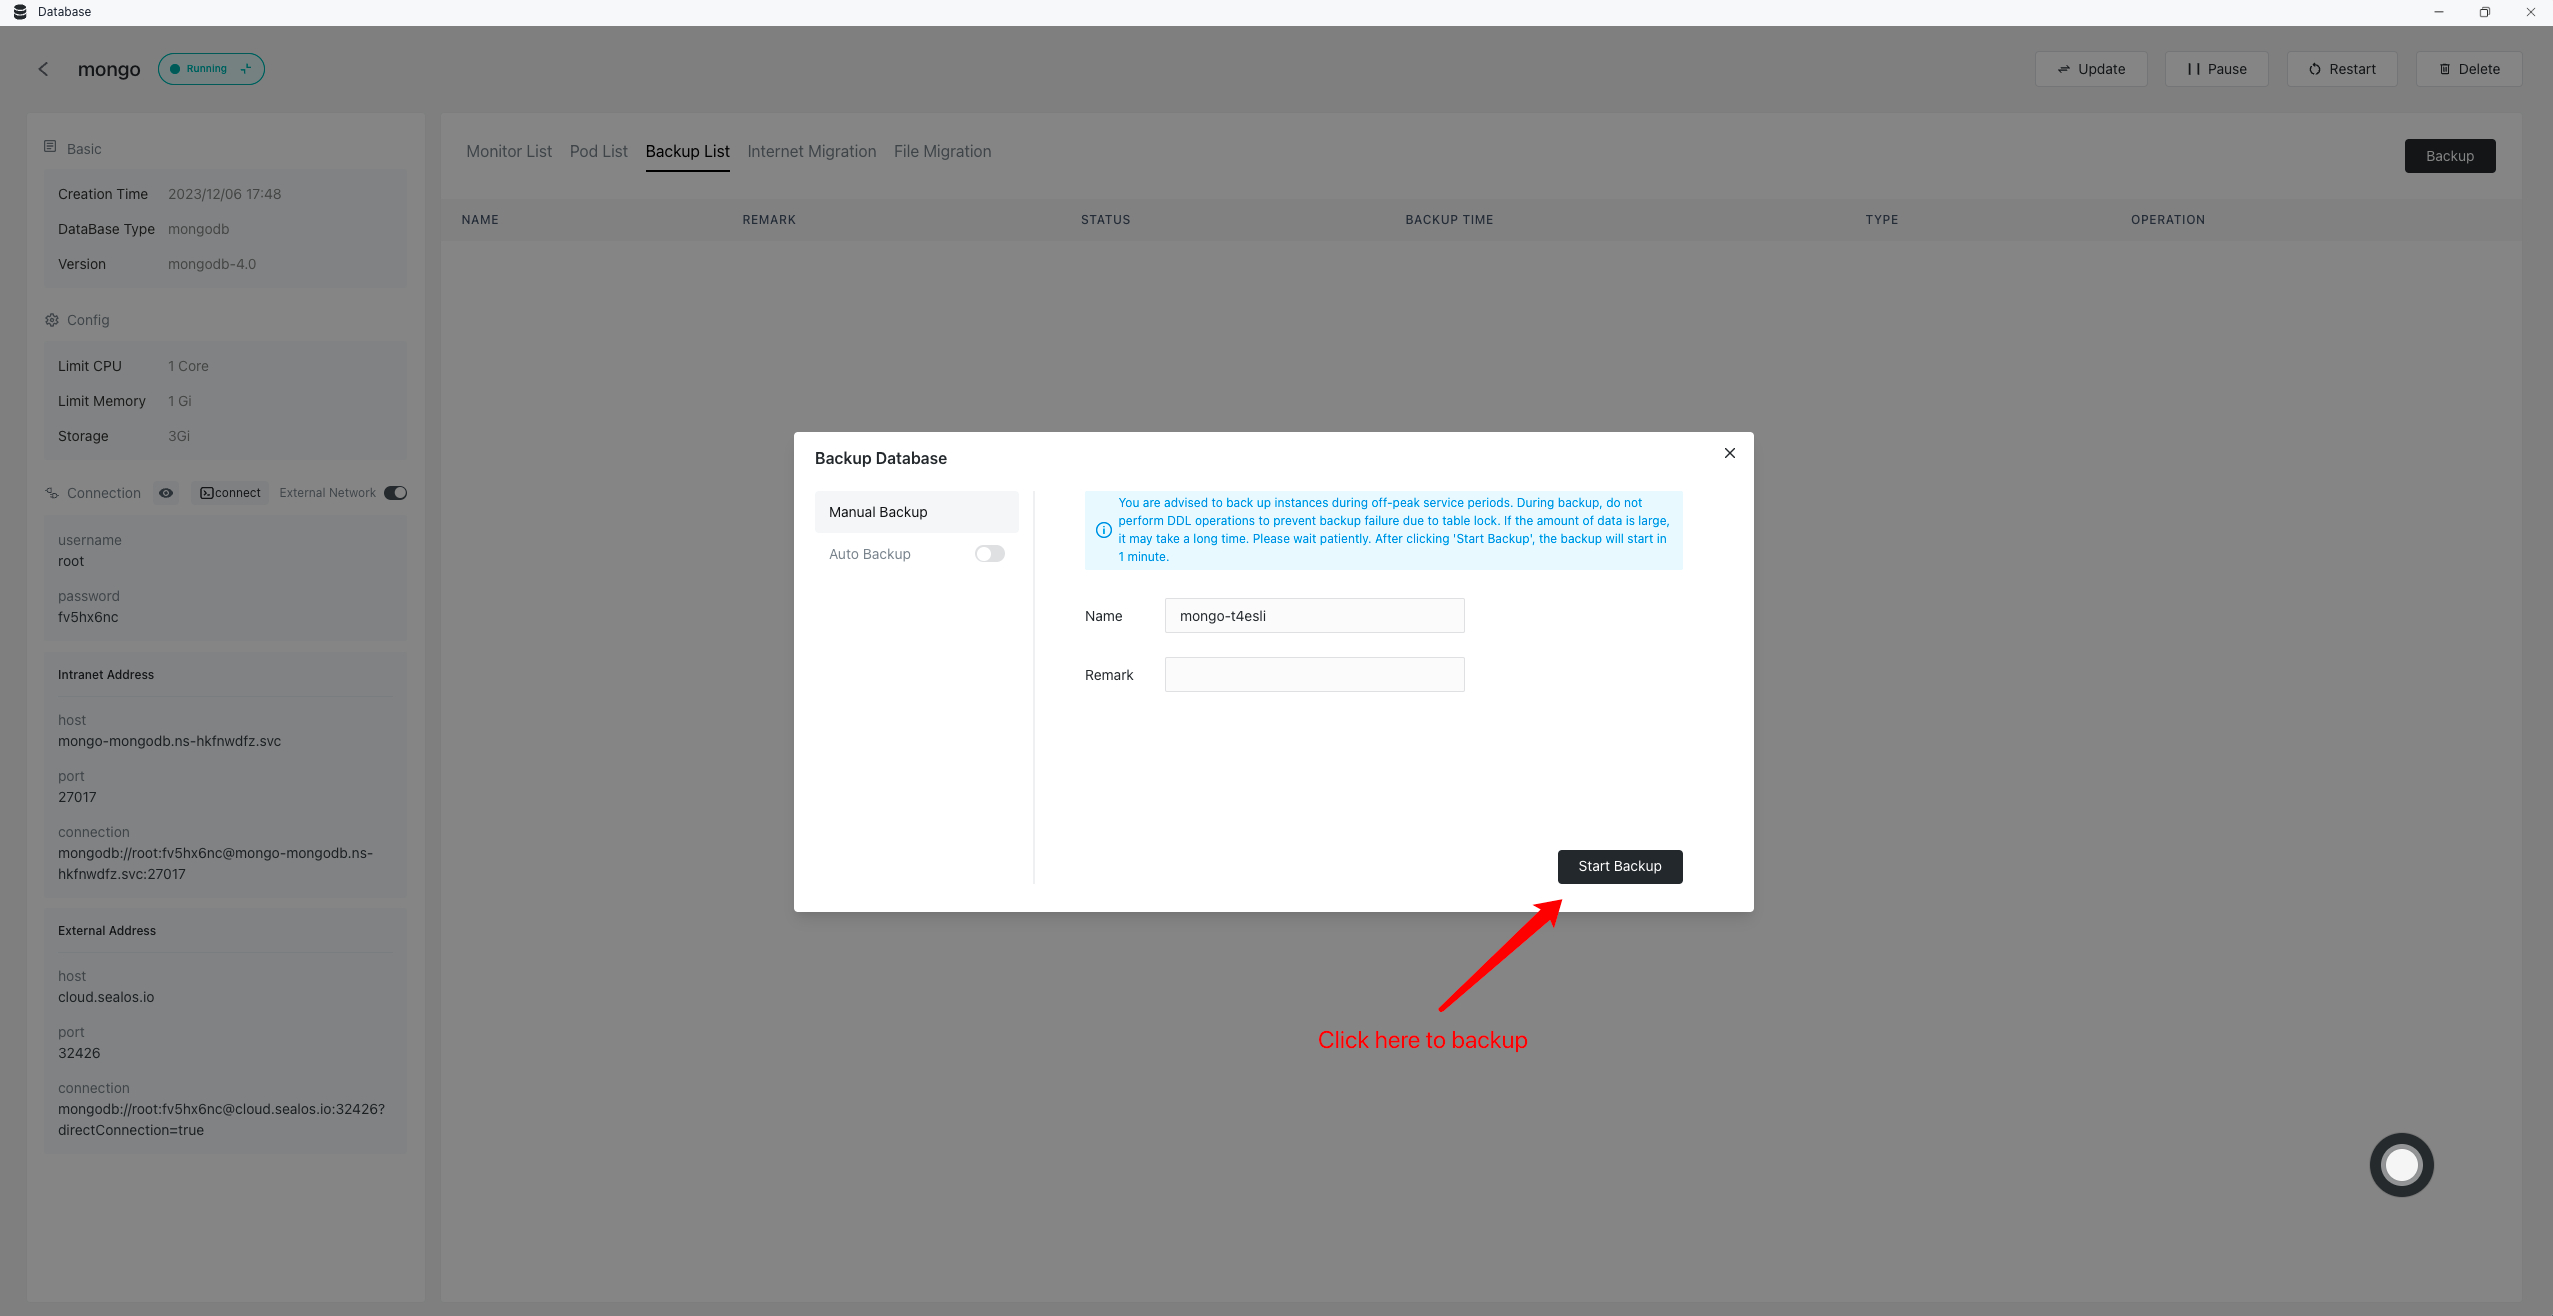 Database
mongo
Running
Update
Pause
Restart
Delete
Basic
Creation Time 2023/12/06 17:48
DataBase Type mongodb
Version mongodb-4.0
Config
Limit CPU 1 Core
Limit Memory 1 Gi
Storage 3Gi
Connection connect External Network
username
root
password
fv5hx6nc
Intranet Address
host
mongo-mongodb.ns-hkfnwdfz.svc
port
27017
connection
mongodb://root:fv5hx6nc@mongo-mongodb.ns-
hkfnwdfz.svc:27017
External Address
host
cloud.sealos.io
port
32426
connection
mongodb://root:fv5hx6nc@cloud.sealos.io:32426?
directConnection=true
Monitor List Pod List Backup List Internet Migration File Migration
Backup
NAME REMARK STATUS BACKUP TIME TYPE OPERATION
Backup Database
Manual Backup
Auto Backup
You are advised to back up instances during off-peak service periods. During backup, do not
perform DDL operations to prevent backup failure due to table lock. If the amount of data is large,
it may take a long time. Please wait patiently. After clicking 'Start Backup', the backup will start in
1 minute.
Name mongo-t4esli
Remark
Start Backup
Click here to backup